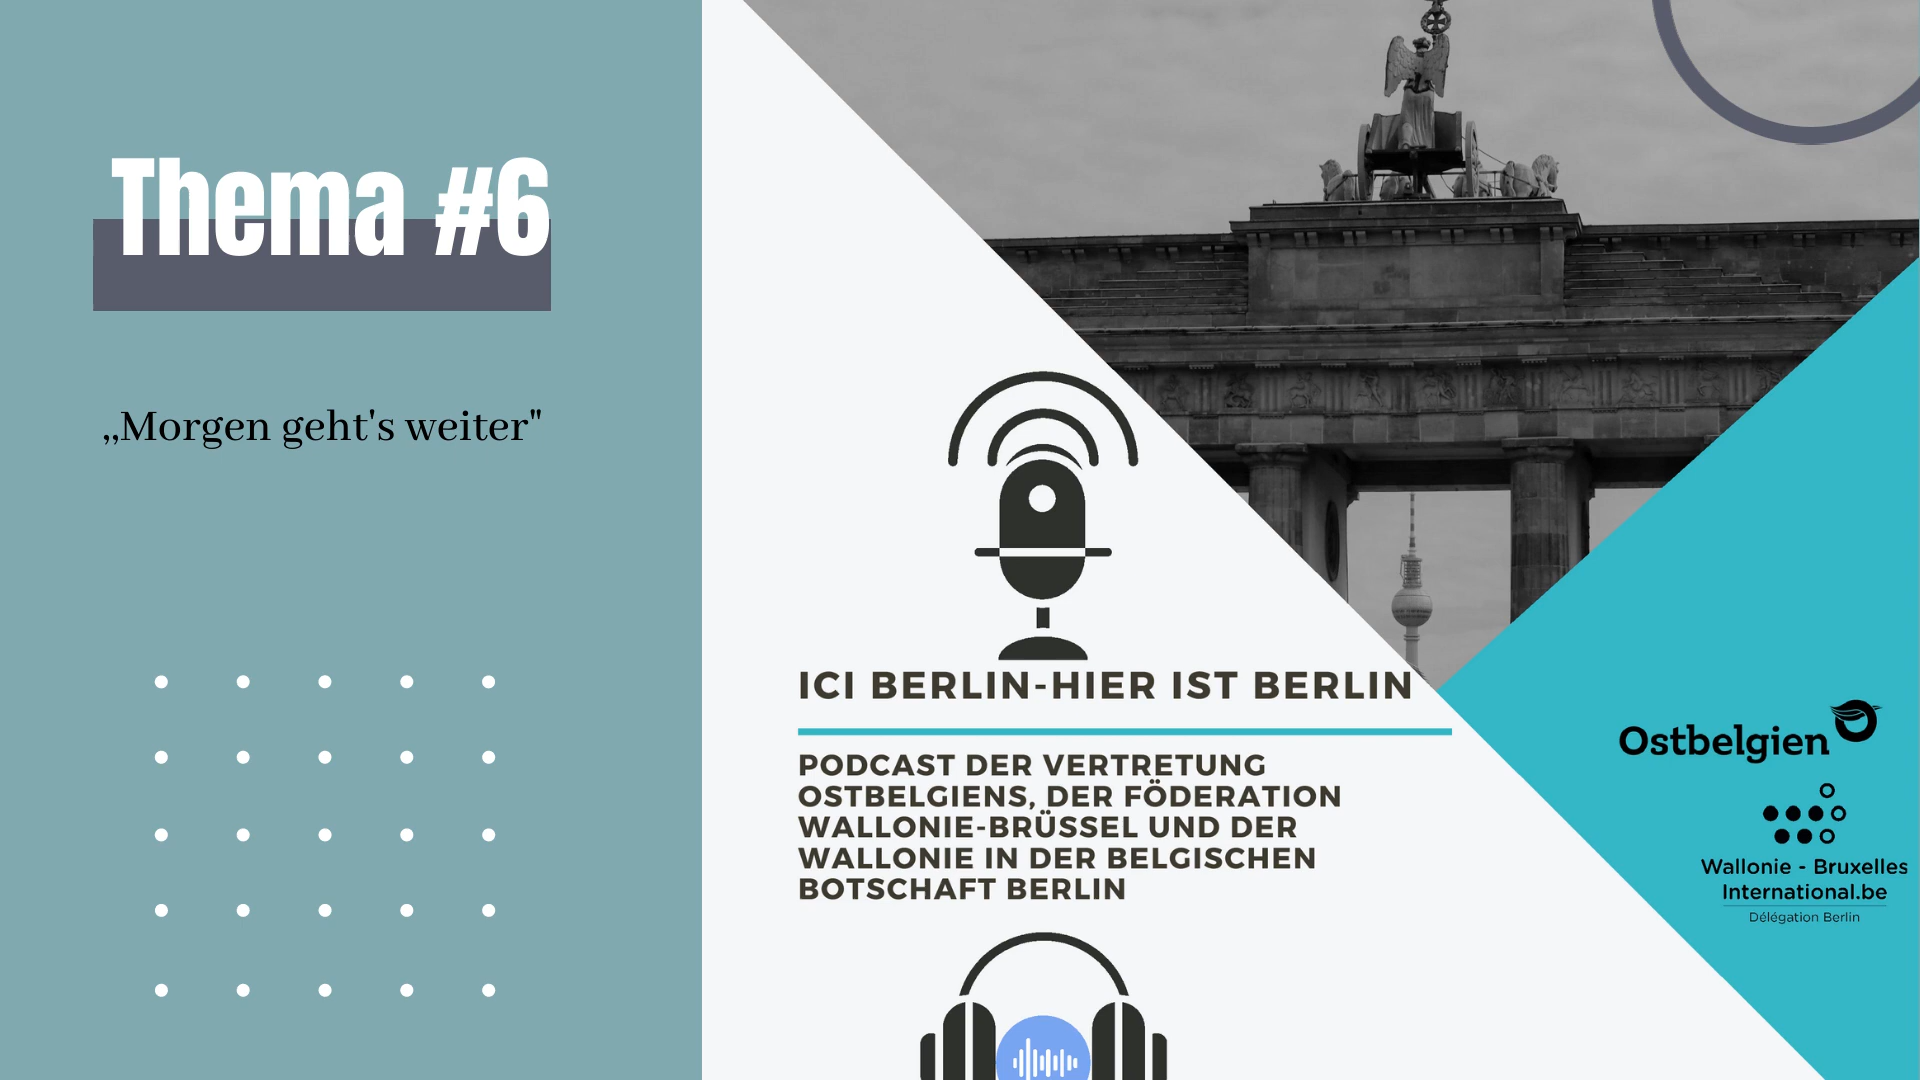 Thema #6
„Morgen geht's weiter"
ICI BERLIN-HIER IST BERLIN
PODCAST DER VERTRETUNG
OSTBELGIENS, DER FÖDERATION
WALLONIE-BRÜSSEL UND DER
WALLONIE IN DER BELGISCHEN
BOTSCHAFT BERLIN
Ostbelgien
Wallonie - Bruxelles
International.be
Délégation Berlin